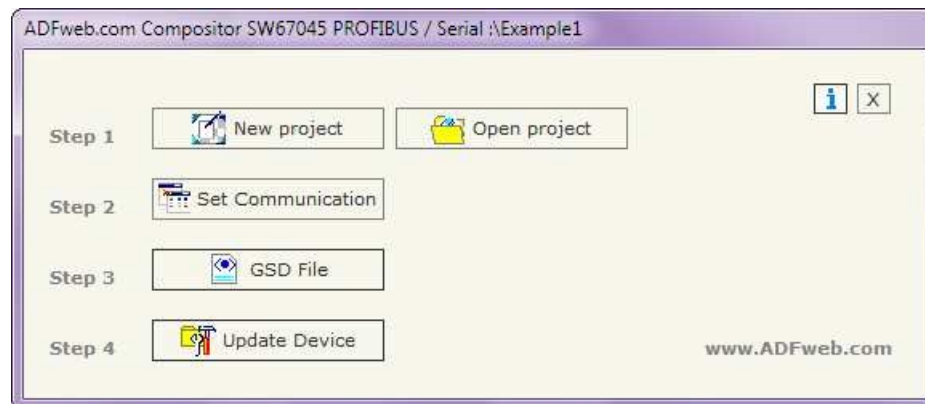 ADFweb.com Compositor SW67045 PROFIBUS / Serial :\Example1
i X
Step 1 New project Open project
Step 2 Set Communication
Step 3 GSD File
Step 4 Update Device
www.ADFweb.com